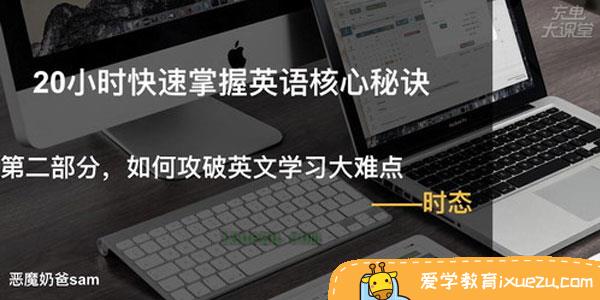 充电
大课堂
20小时快速掌握英语核心秘诀
第二部分，如何攻破英文学习大难点
——时态
恶魔奶爸sam
爱学教育ixuezu.com